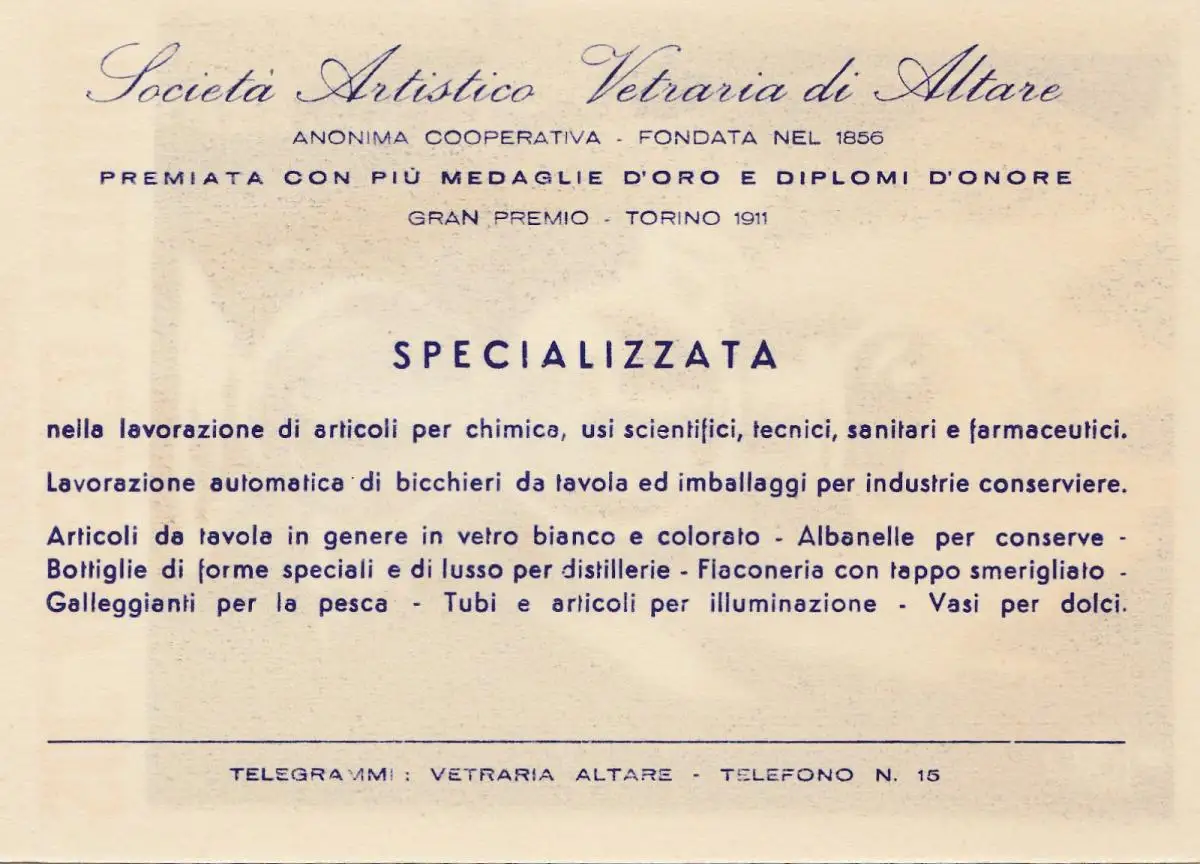 Società Artistico Vetraria di Altare
ANONIMA COOPERATIVA - FONDATA NEL 1856
PREMIATA CON PIÙ MEDAGLIE D'ORO E DIPLOMI D'ONORE
GRAN PREMIO - TORINO 1911
SPECIALIZZATA
nella lavorazione di articoli per chimica, usi scientifici, tecnici, sanitari e farmaceutici.
Lavorazione automatica di bicchieri da tavola ed imballaggi per industrie conserviere.
Articoli da tavola in genere in vetro bianco e colorato - Albanelle per conserve -
Bottiglie di forme speciali e di lusso per distillerie - Flaconeria con tappo smerigliato -
Galleggianti per la pesca - Tubi e articoli per illuminazione - Vasi per dolci.
TELEGRAMMI : VETRARIA ALTARE - TELEFONO N. 15